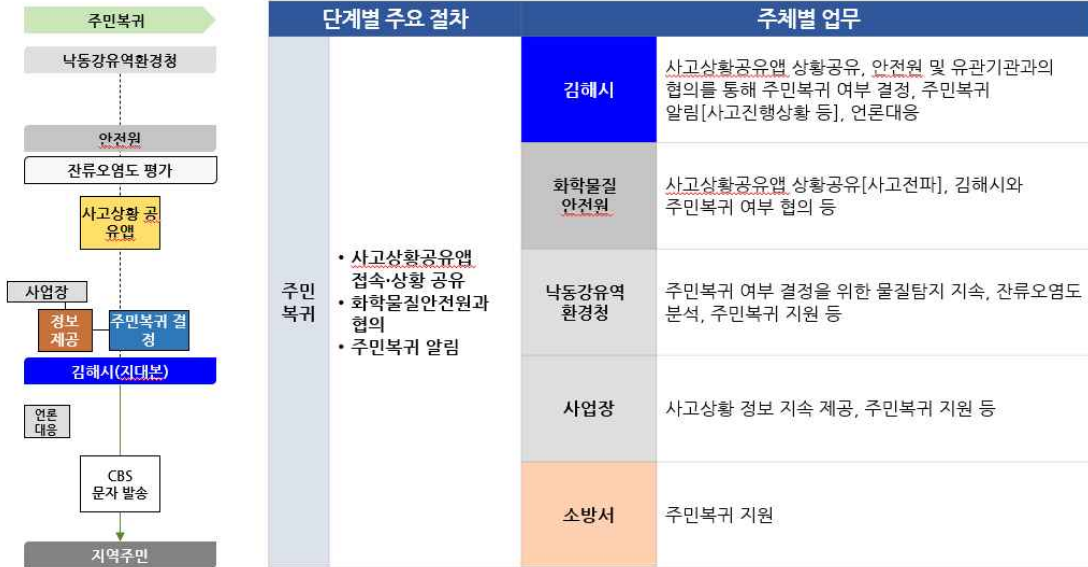 주민복귀
낙동강유역환경청
안전원
잔류오염도 평가
사고상황 공
유앱
사업장
정보
제공
주민복귀 결
정
김해시(지대본)
언론
대응
CBS
문자 발송
지역주민
단계별 주요 절차
주체별 업무
주민
복귀
• 사고상황공유앱
접속·상황 공유
• 화학물질안전원과
협의
• 주민복귀 알림
김해시
사고상황공유앱 상황공유, 안전원 및 유관기관과의
협의를 통해 주민복귀 여부 결정, 주민복귀
알림[사고진행상황 등], 언론대응
화학물질
안전원
사고상황공유앱 상황공유[사고전파], 김해시와
주민복귀 여부 협의 등
낙동강유역
환경청
주민복귀 여부 결정을 위한 물질탐지 지속, 잔류오염도
분석, 주민복귀 지원 등
사업장
사고상황 정보 지속 제공, 주민복귀 지원 등
소방서
주민복귀 지원